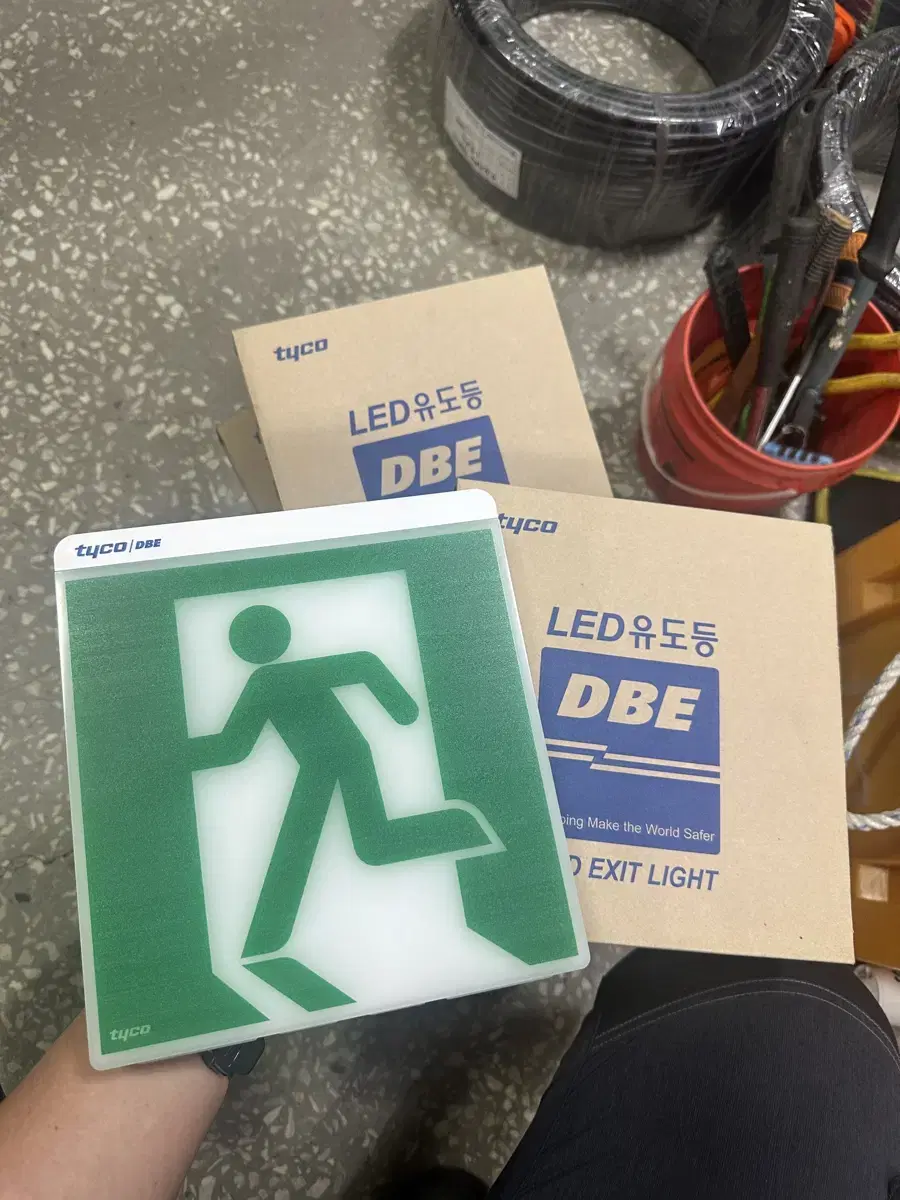 tyco
LED유도등
DBE
tyco|DBE
tyco
tyco
LED유도등
DBE
Make the World Safer
EXIT LIGHT